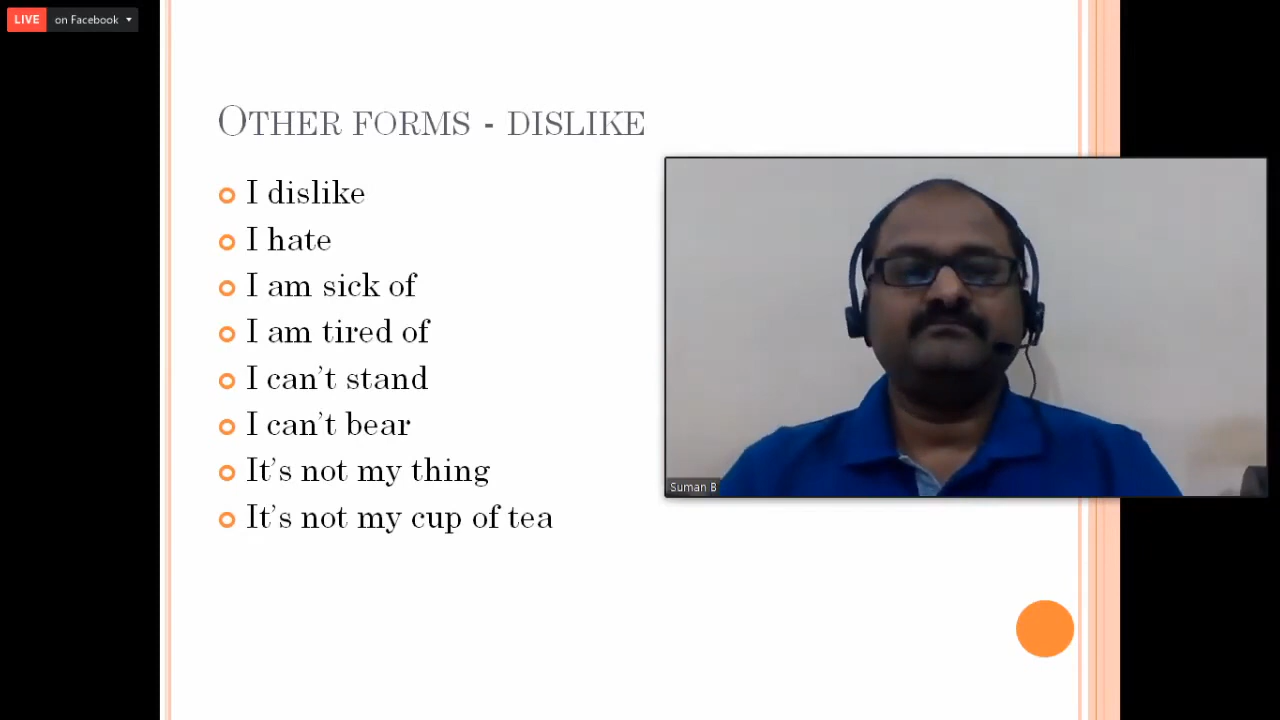 LIVE on Facebook
OTHER FORMS - DISLIKE
I dislike
I hate
I am sick of
I am tired of
I can't stand
I can't bear
It's not my thing
It's not my cup of tea
Suman B